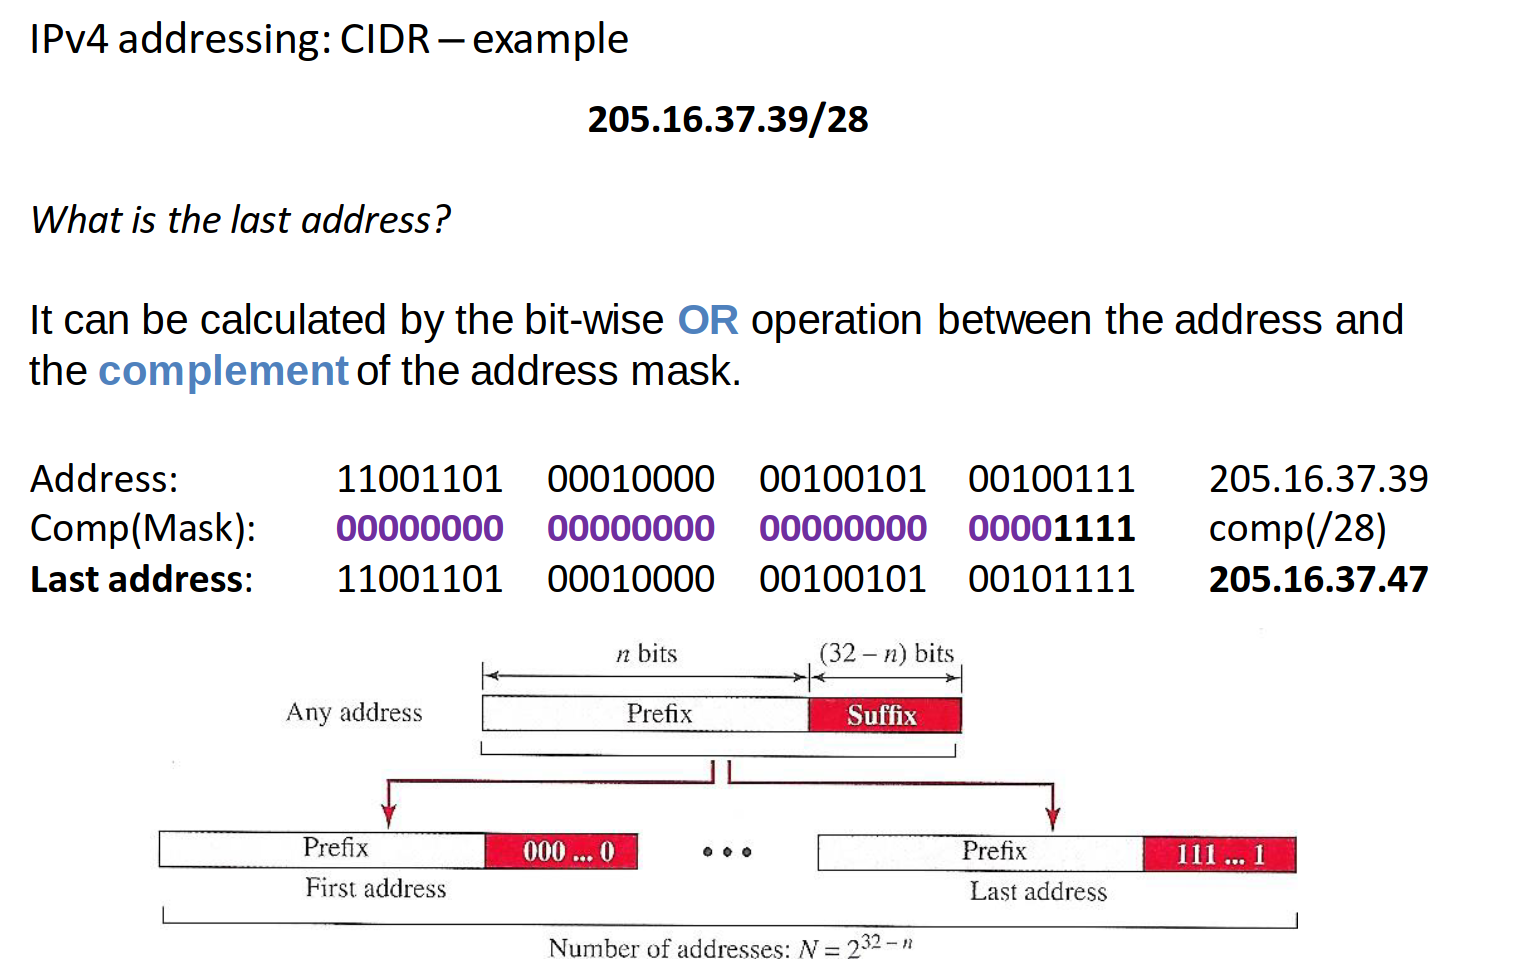 IPv4 addressing: CIDR – example
205.16.37.39/28
What is the last address?
It can be calculated by the bit-wise OR operation between the address and
the complement of the address mask.
Address: 11001101 00010000 00100101 00100111 205.16.37.39
Comp(Mask): 00000000 00000000 00000000 00001111 comp(/28)
Last address: 11001101 00010000 00100101 00101111 205.16.37.47
n bits (32 – n) bits
Any address Prefix Suffix
Prefix 000 ... 0 • • • Prefix 111 ... 1
First address Last address
Number of addresses: N = 2^{32 – n}